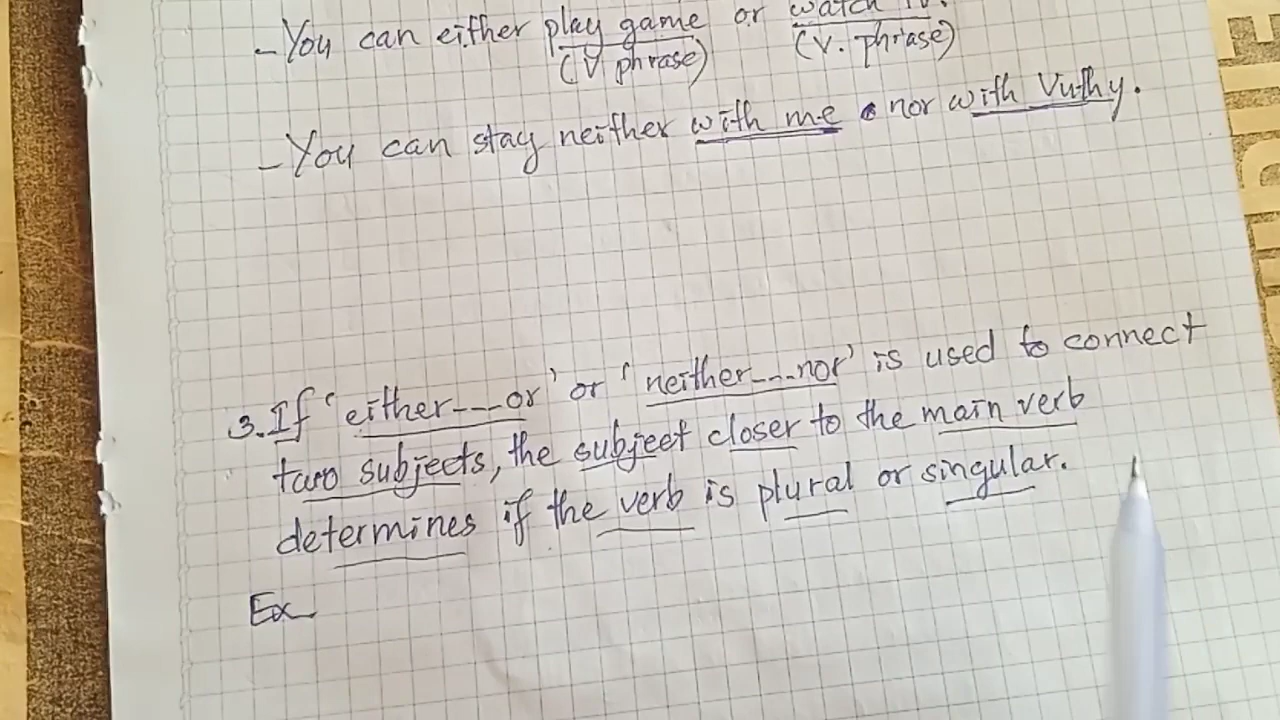 - You can either play game or watch TV.
(V phrase) (V. phrase)
- You can stay neither with me nor with Vuthy.
3. If 'either---or' or 'neither---nor' is used to connect
two subjects, the subject closer to the main verb
determines if the verb is plural or singular.
Ex